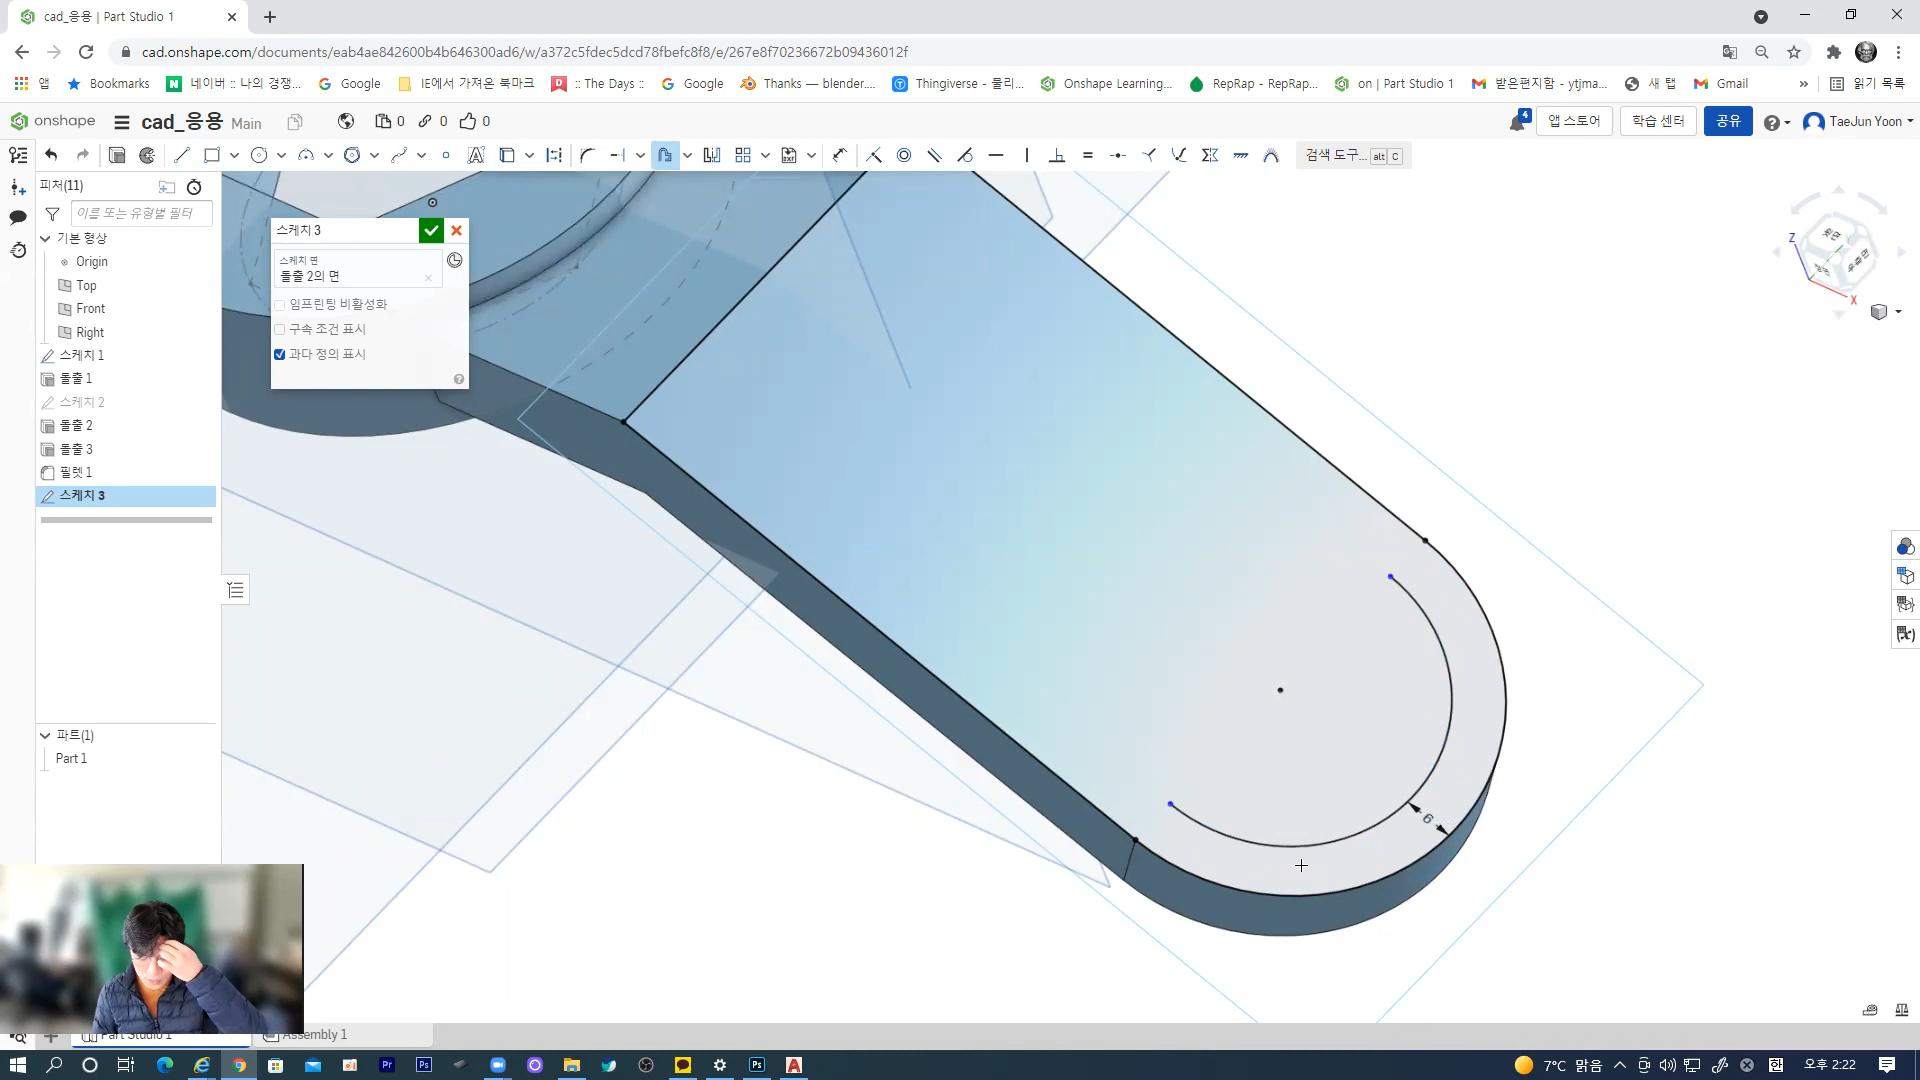 cad_응용 | Part Studio 1
cad.onshape.com/documents/eab4ae842600b4b646300ad6/w/a372c5fdec5dcd78fbefc8f8/e/267e8f70236672b09436012f
앱
Bookmarks
네이버 :: 나의 경쟁...
Google
IE에서 가져온 북마크
:: The Days ::
Google
Thanks — blender....
Thingiverse - 둘리...
Onshape Learning...
RepRap - RepRap...
on | Part Studio 1
받은편지함 - ytjma...
새 탭
Gmail
»
읽기 목록
onshape
cad_응용 Main
0
0
0
4
앱 스토어
학습 센터
공유
TaeJun Yoon
검색 도구... alt C
피처(11)
이름 또는 유형별 필터
기본 형상
Origin
Top
Front
Right
스케치 1
돌출 1
스케치 2
돌출 2
돌출 3
필렛 1
스케치 3
스케치 3
스케치 면
돌출 2의 면
임프린팅 비활성화
구속 조건 표시
과다 정의 표시
Z
X
6
파트(1)
Part 1
Part Studio 1
Assembly 1
7°C 맑음
한
오후 2:22